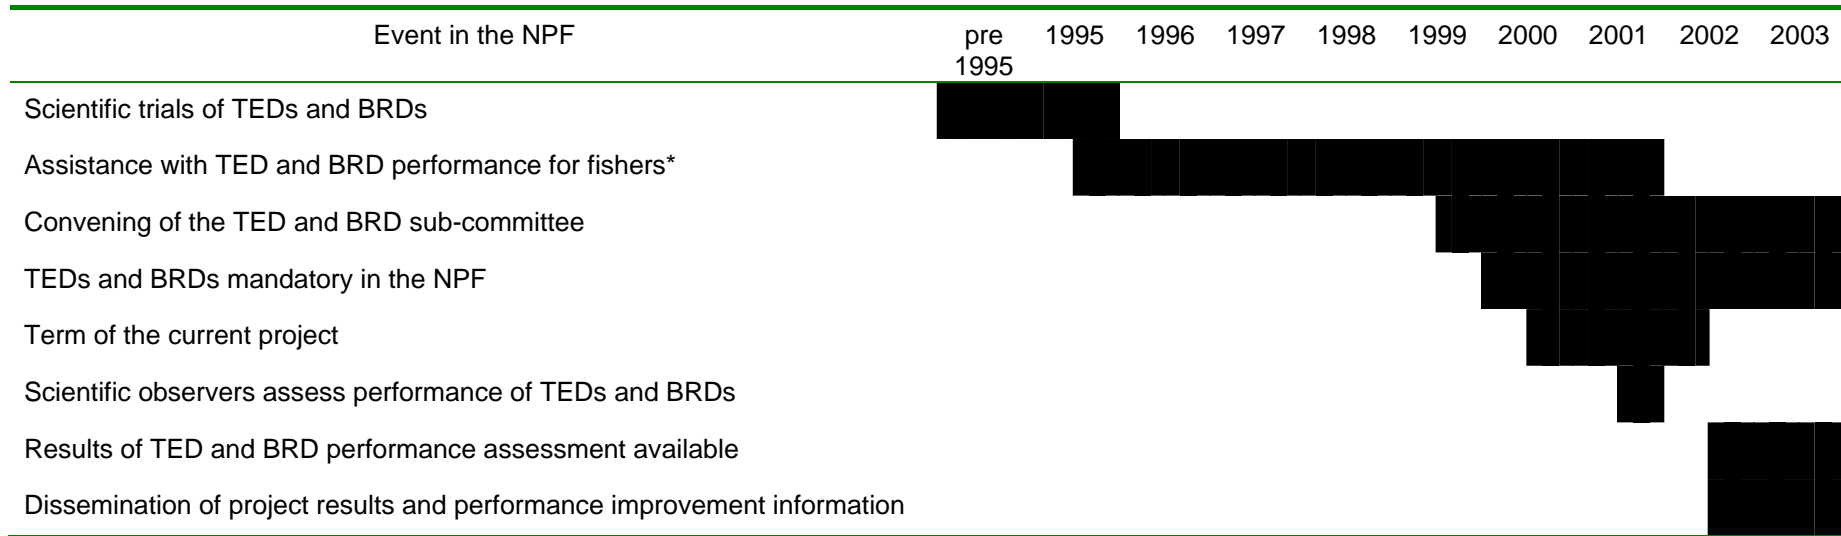 Event in the NPF pre 1995 1996 1997 1998 1999 2000 2001 2002 2003
1995
Scientific trials of TEDs and BRDs
Assistance with TED and BRD performance for fishers*
Convening of the TED and BRD sub-committee
TEDs and BRDs mandatory in the NPF
Term of the current project
Scientific observers assess performance of TEDs and BRDs
Results of TED and BRD performance assessment available
Dissemination of project results and performance improvement information